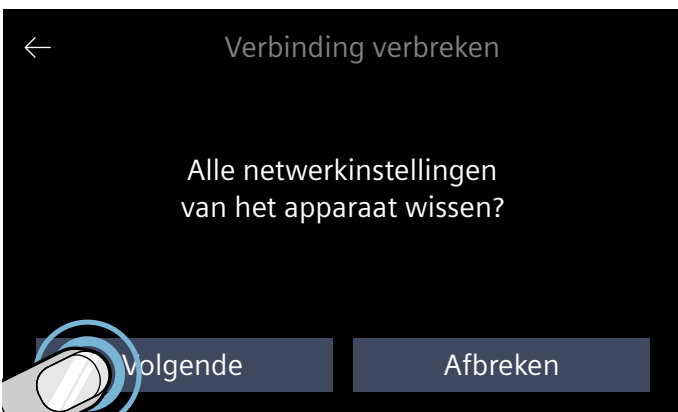 Verbinding verbreken
Alle netwerkinstellingen
van het apparaat wissen?
Volgende
Afbreken